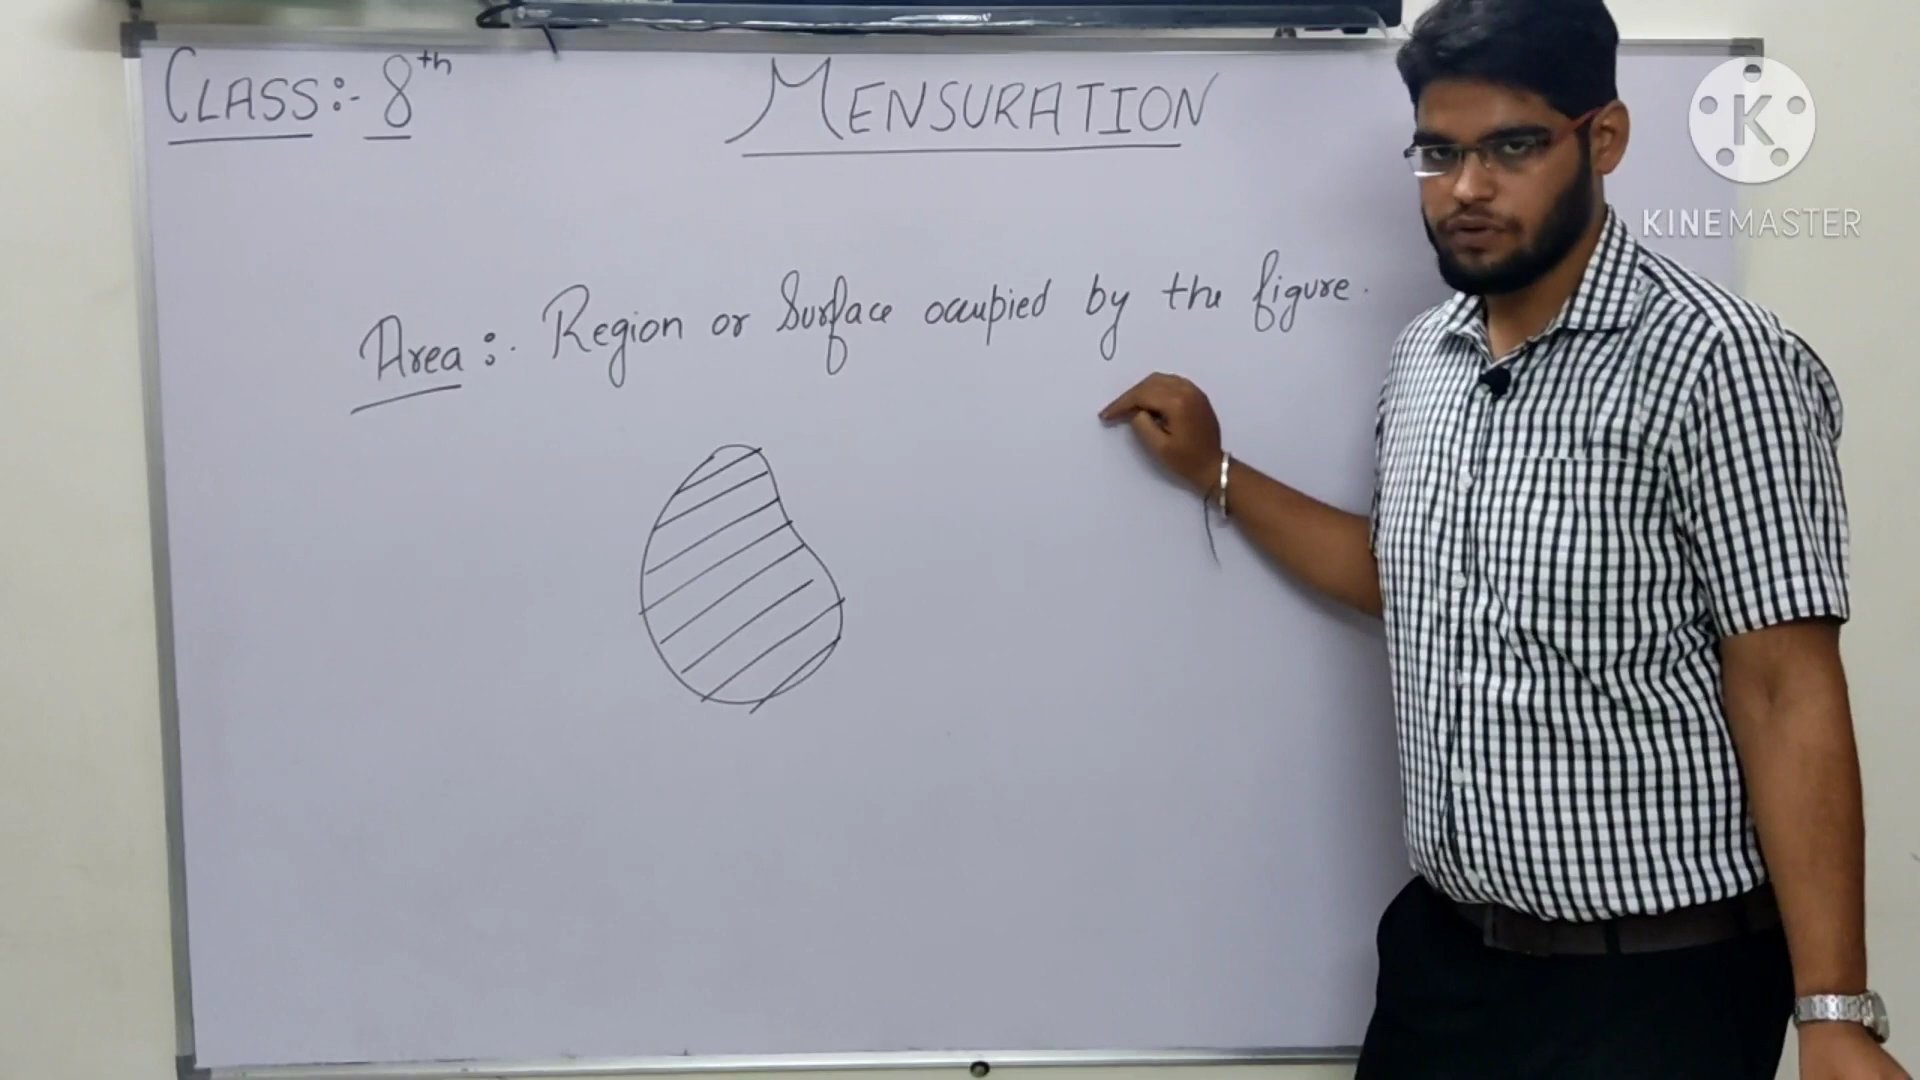 CLASS:- 8th
MENSURATION
K
KINEMASTER
Area :- Region or Surface occupied by the figure.